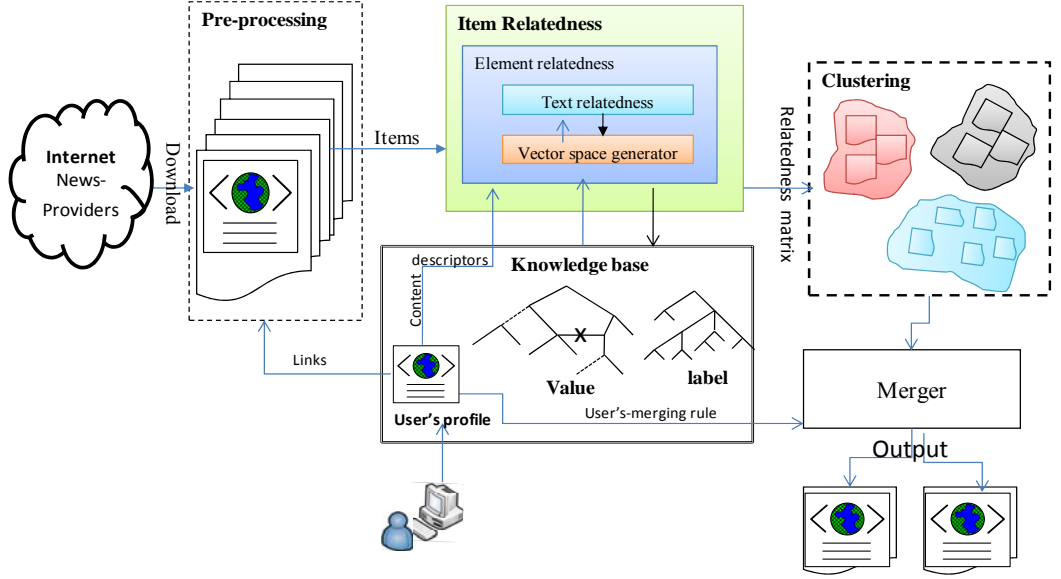 Pre-processing
Item Relatedness
Element relatedness
Text relatedness
Vector space generator
Clustering
Internet
News-
Providers
Download
Items
Relatedness matrix
Knowledge base
descriptors
Content
X
Links
Value
label
User's profile
User's-merging rule
Merger
Output